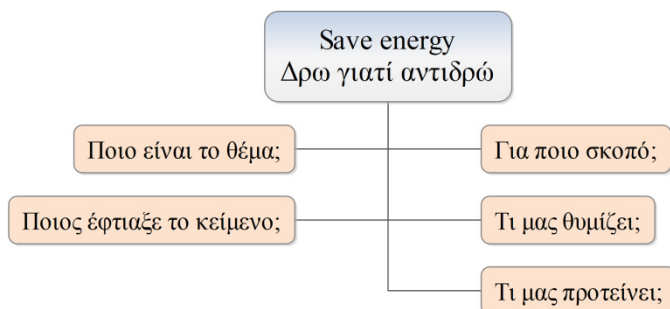 Save energy
Δρω γιατί αντιδρώ
Ποιο είναι το θέμα;
Για ποιο σκοπό;
Ποιος έφτιαξε το κείμενο;
Τι μας θυμίζει;
Τι μας προτείνει;